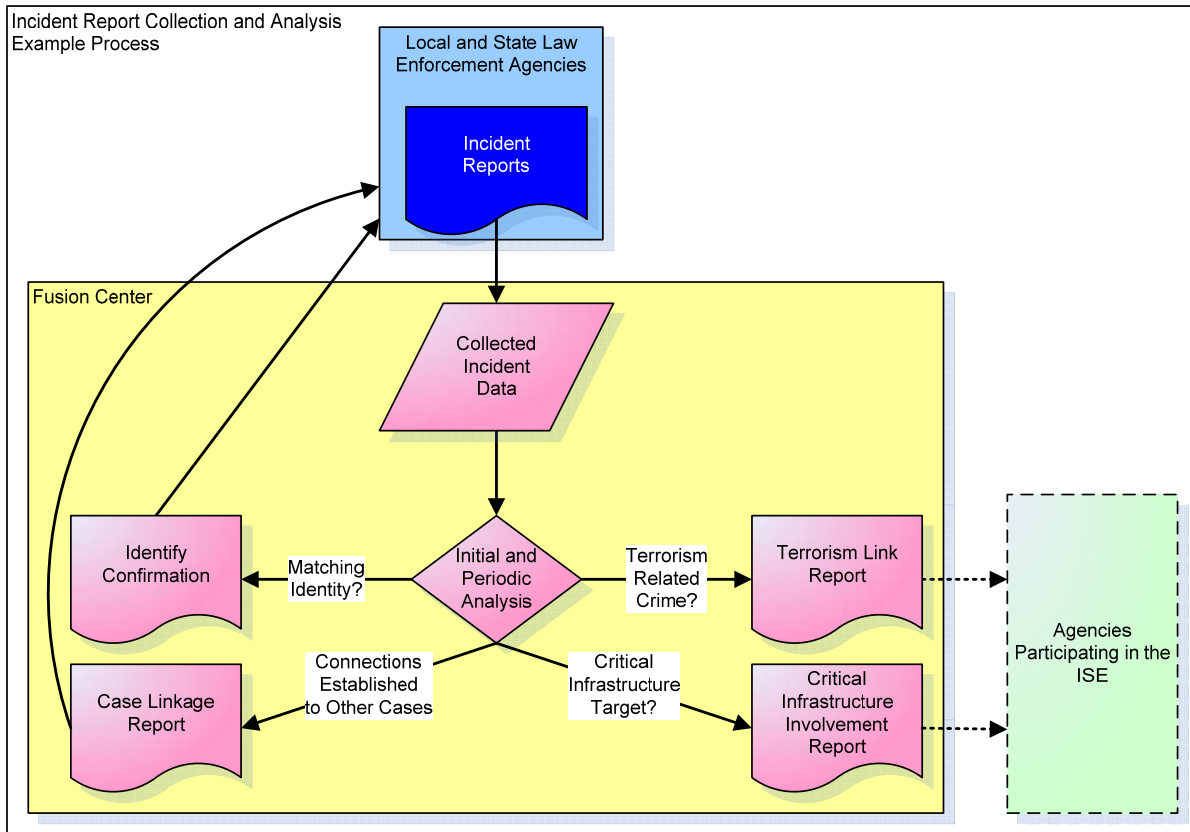 Incident Report Collection and Analysis
Example Process
Local and State Law
Enforcement Agencies
Incident
Reports
Fusion Center
Collected
Incident
Data
Identify
Confirmation
Matching
Identity?
Initial and
Periodic
Analysis
Terrorism
Related
Crime?
Terrorism Link
Report
Agencies
Participating in the
ISE
Case Linkage
Report
Connections
Established
to Other Cases
Critical
Infrastructure
Target?
Critical
Infrastructure
Involvement
Report